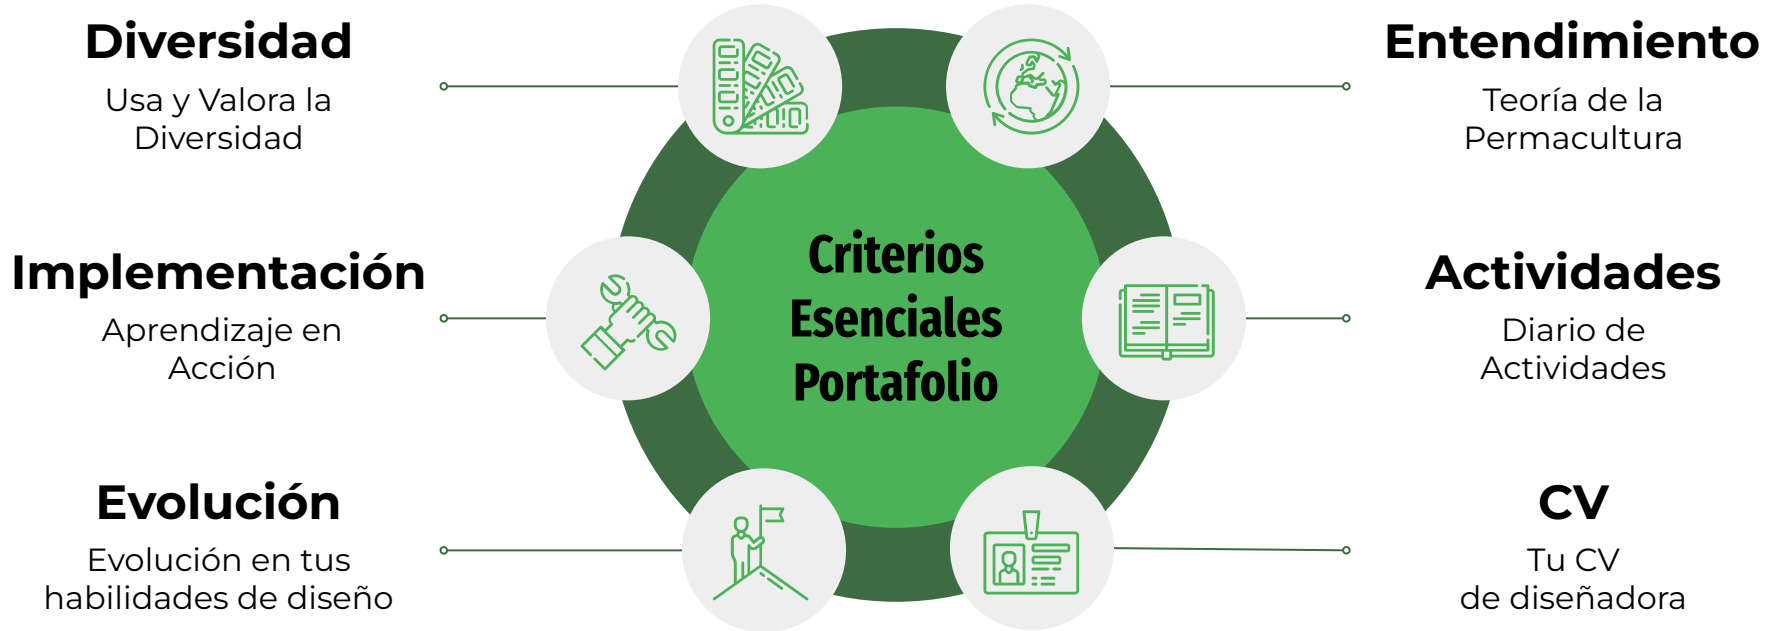 Diversidad
Usa y Valora la
Diversidad
Implementación
Aprendizaje en
Acción
Evolución
Evolución en tus
habilidades de diseño
Criterios
Esenciales
Portafolio
Entendimiento
Teoría de la
Permacultura
Actividades
Diario de
Actividades
CV
Tu CV
de diseñadora